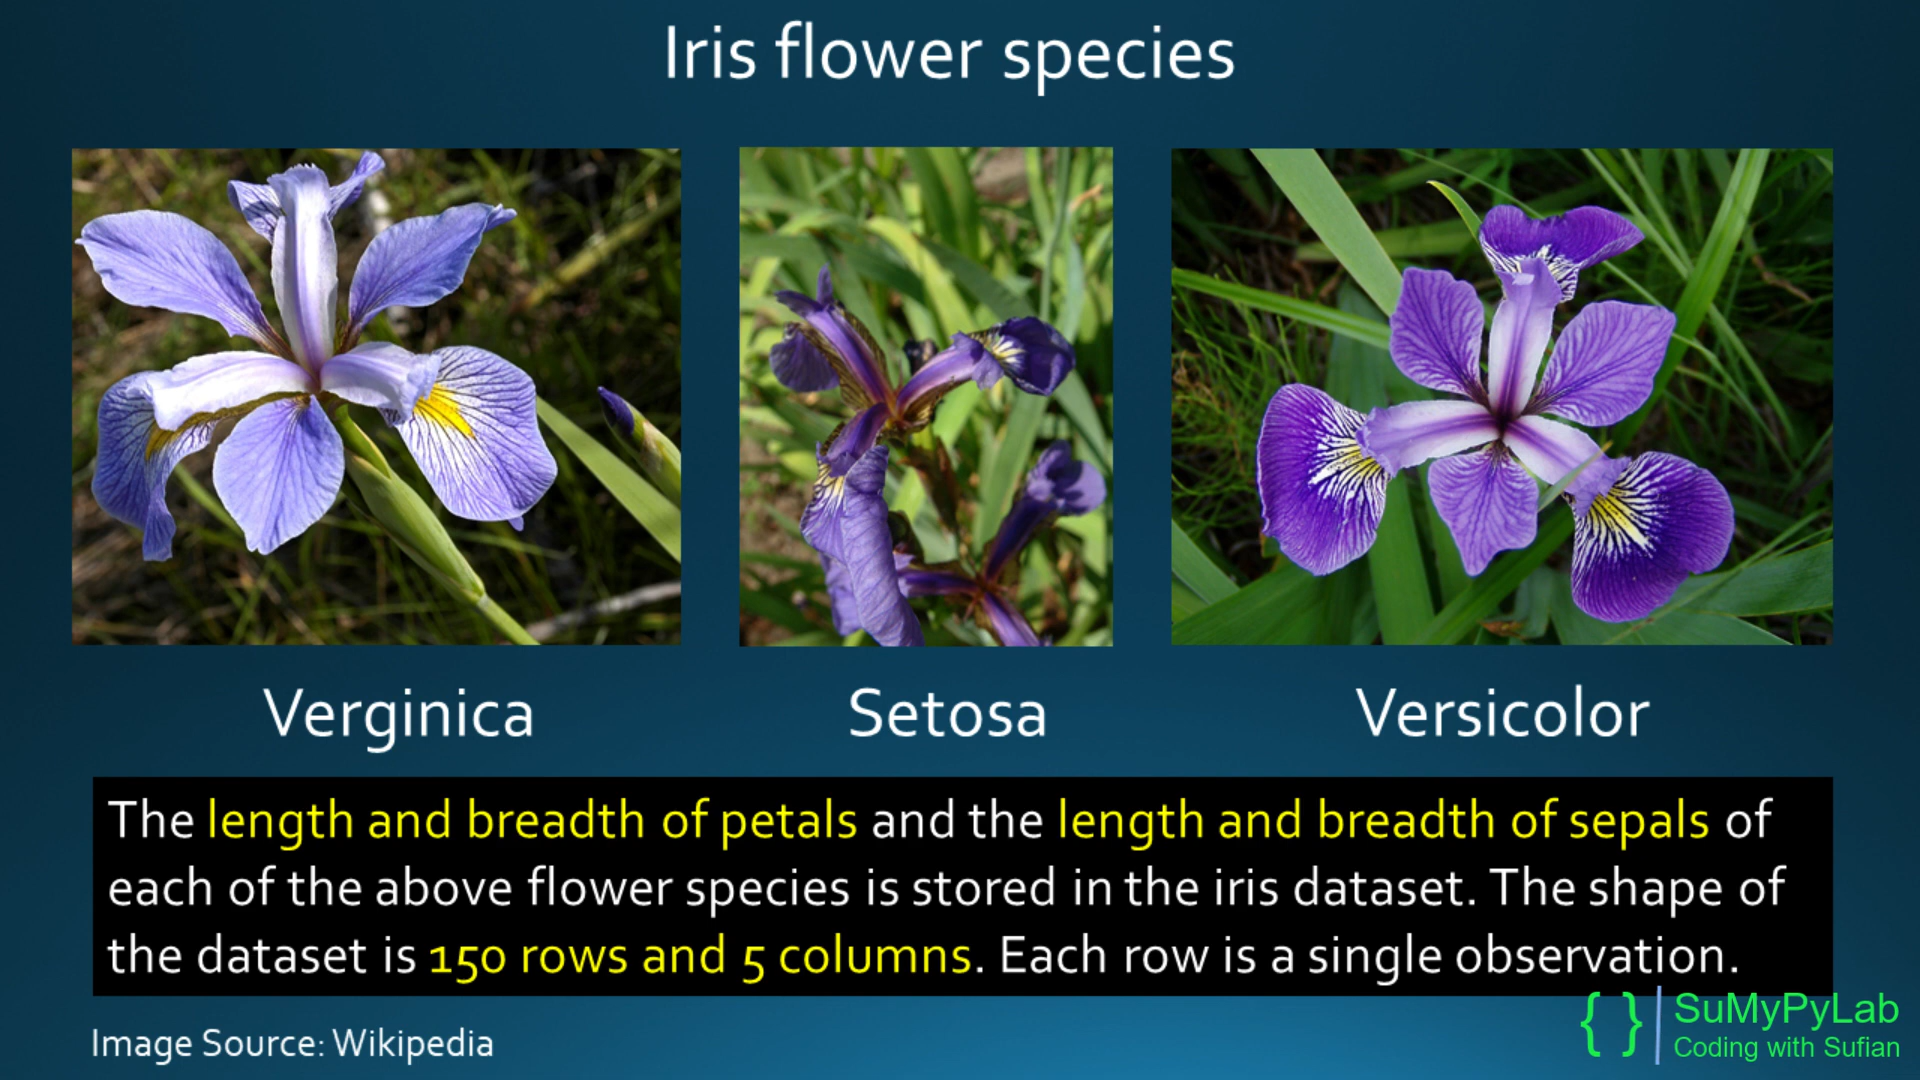 Iris flower species
Verginica
Setosa
Versicolor
The length and breadth of petals and the length and breadth of sepals of
each of the above flower species is stored in the iris dataset. The shape of
the dataset is 150 rows and 5 columns. Each row is a single observation.
Image Source: Wikipedia
{ } | SuMyPyLab
Coding with Sufian